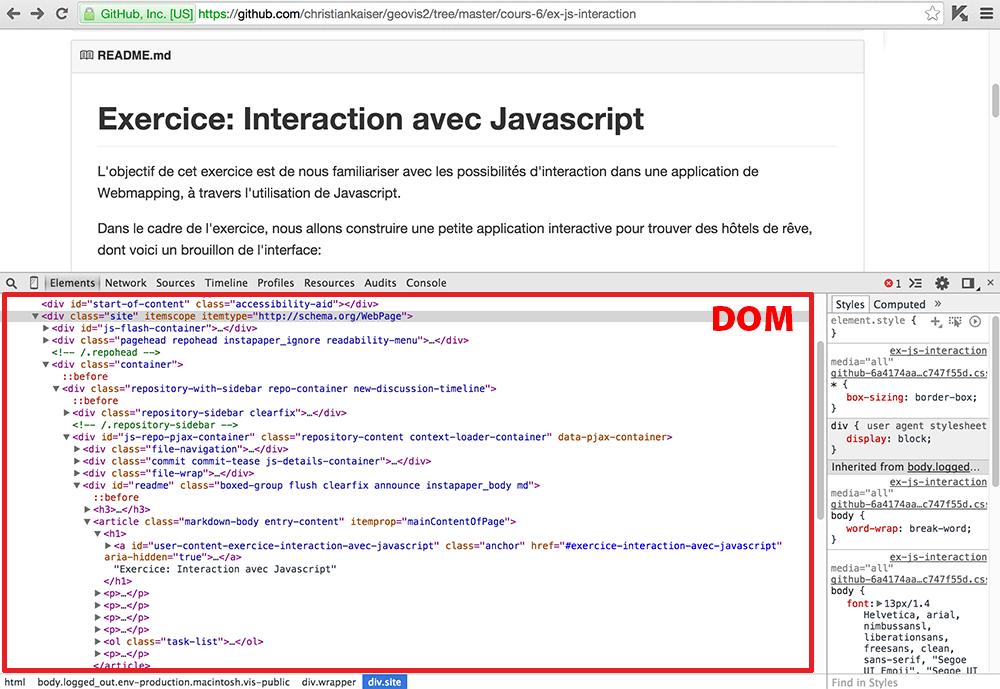 GitHub, Inc. [US] https://github.com/christiankaiser/geovis2/tree/master/cours-6/ex-js-interaction
README.md
Exercice: Interaction avec Javascript
L'objectif de cet exercice est de nous familiariser avec les possibilités d'interaction dans une application de
Webmapping, à travers l'utilisation de Javascript.
Dans le cadre de l'exercice, nous allons construire une petite application interactive pour trouver des hôtels de rêve,
dont voici un brouillon de l'interface:
Elements Network Sources Timeline Profiles Resources Audits Console 1
DOM
<div id="start-of-content" class="accessibility-aid"></div>
<div class="site" itemscope itemtype="http://schema.org/WebPage">
<div id="js-flash-container">…</div>
<div class="pagehead repohead instapaper_ignore readability-menu">…</div>
<!-- /.repohead -->
<div class="container">
::before
<div class="repository-with-sidebar repo-container new-discussion-timeline">
::before
<div class="repository-sidebar clearfix">…</div>
<!-- /.repository-sidebar -->
<div id="js-repo-pjax-container" class="repository-content context-loader-container" data-pjax-container>
<div class="file-navigation">…</div>
<div class="commit commit-tease js-details-container">…</div>
<div class="file-wrap">…</div>
<div id="readme" class="boxed-group flush clearfix announce instapaper_body md">
::before
<h3>…</h3>
<article class="markdown-body entry-content" itemprop="mainContentOfPage">
<h1>
<a id="user-content-exercice-interaction-avec-javascript" class="anchor" href="#exercice-interaction-avec-javascript"
aria-hidden="true">…</a>
"Exercice: Interaction avec Javascript"
</h1>
<p>…</p>
<p>…</p>
<p>…</p>
<p>…</p>
<ol class="task-list">…</ol>
<p>…</p>
</article>
Styles Computed »
element.style {
}
ex-js-interaction
media="all"
github-6a4174aa…c747f55d.css
* {
box-sizing: border-box;
}
div { user agent stylesheet
display: block;
}
Inherited from body.logged…
ex-js-interaction
media="all"
github-6a4174aa…c747f55d.css
body {
word-wrap: break-word;
}
ex-js-interaction
media="all"
github-6a4174aa…c747f55d.css
body {
font: 13px/1.4
Helvetica, arial,
nimbussansl,
liberationsans,
freesans, clean,
sans-serif, "Segoe
UI Emoji", "Segoe UI
html body.logged_out.env-production.macintosh.vis-public div.wrapper div.site
Find in Styles